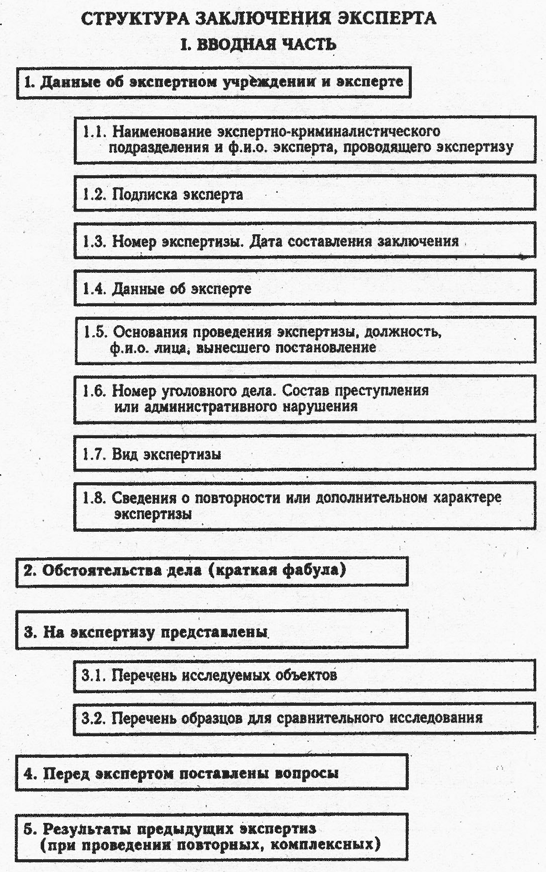 СТРУКТУРА ЗАКЛЮЧЕНИЯ ЭКСПЕРТА
I. ВВОДНАЯ ЧАСТЬ
1. Данные об экспертном учреждении и эксперте
1.1. Наименование экспертно-криминалистического
подразделения и ф.и.о. эксперта, проводящего экспертизу
1.2. Подписка эксперта
1.3. Номер экспертизы. Дата составления заключения
1.4. Данные об эксперте
1.5. Основания проведения экспертизы, должность,
ф.и.о. лица, вынесшего постановление
1.6. Номер уголовного дела. Состав преступления
или административного нарушения
1.7. Вид экспертизы
1.8. Сведения о повторности или дополнительном характере
экспертизы
2. Обстоятельства дела (краткая фабула)
3. На экспертизу представлены
3.1. Перечень исследуемых объектов
3.2. Перечень образцов для сравнительного исследования
4. Перед экспертом поставлены вопросы
5. Результаты предыдущих экспертиз
(при проведении повторных, комплексных)